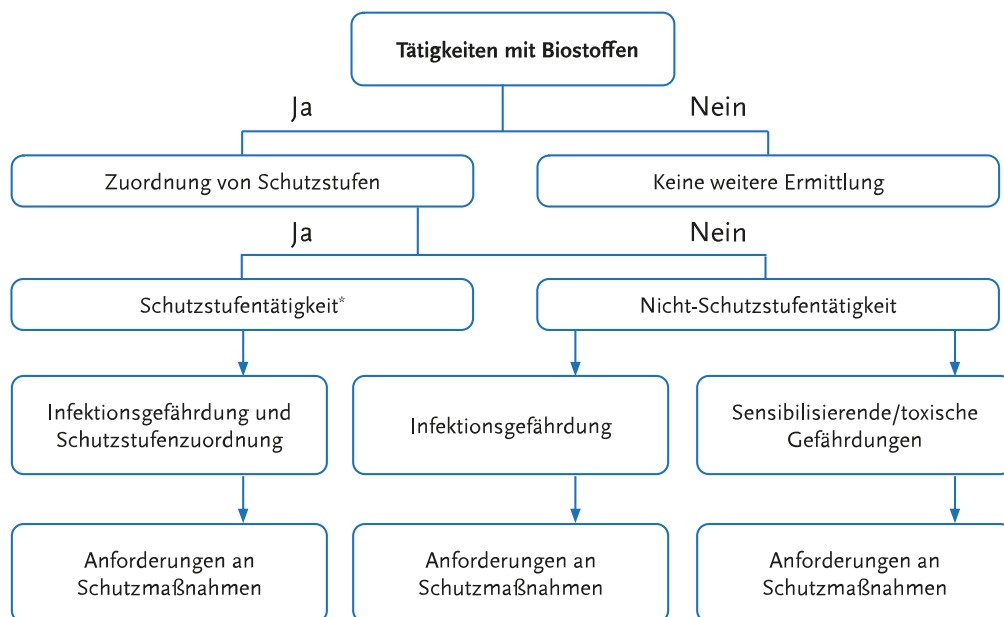 Tätigkeiten mit Biostoffen
Ja
Nein
Zuordnung von Schutzstufen
Keine weitere Ermittlung
Ja
Nein
Schutzstufentätigkeit*
Nicht-Schutzstufentätigkeit
Infektionsgefährdung und
Schutzstufenzuordnung
Infektionsgefährdung
Sensibilisierende/toxische
Gefährdungen
Anforderungen an
Schutzmaßnahmen
Anforderungen an
Schutzmaßnahmen
Anforderungen an
Schutzmaßnahmen